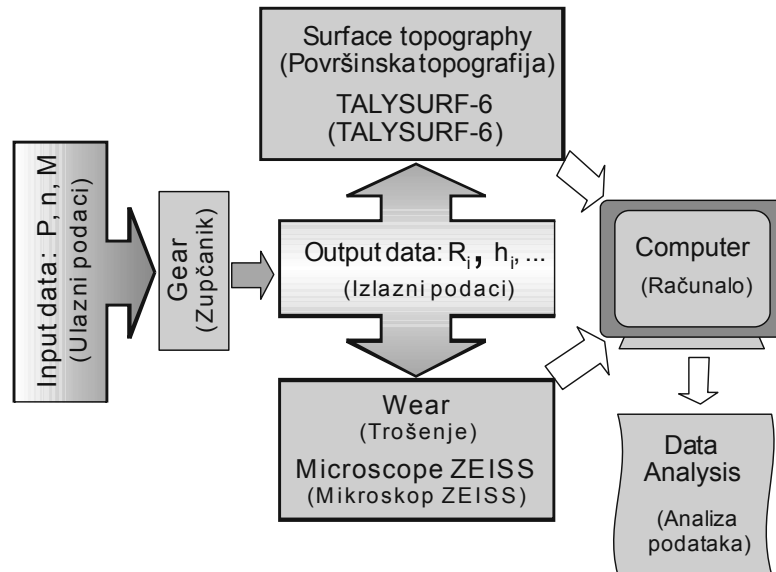 Input data: P, n, M
(Ulazni podaci)
Gear
(Zupčanik)
Surface topography
(Površinska topografija)
TALYSURF-6
(TALYSURF-6)
Output data: Ri, hi, ...
(Izlazni podaci)
Wear
(Trošenje)
Microscope ZEISS
(Mikroskop ZEISS)
Computer
(Računalo)
Data
Analysis
(Analiza
podataka)